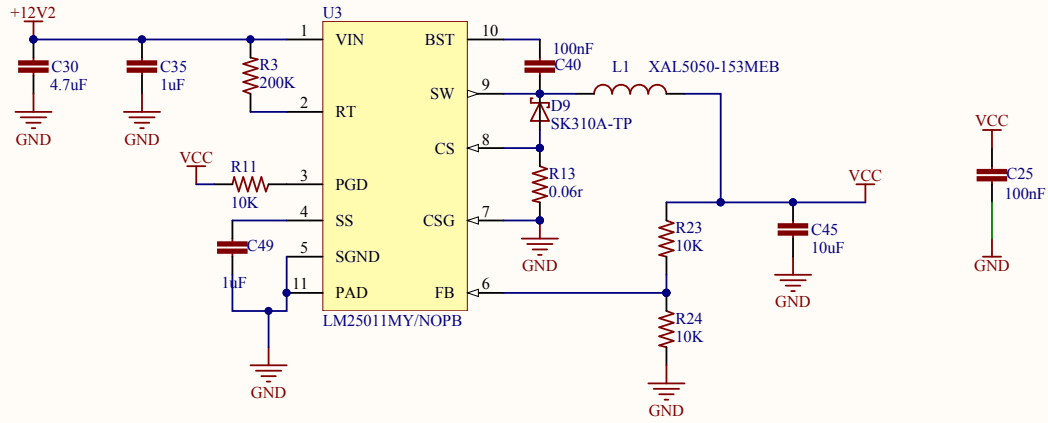 +12V2
C30
4.7uF
GND
C35
1uF
GND
R3
200K
U3
1 VIN
2 RT
3 PGD
4 SS
5 SGND
11 PAD
BST 10
SW 9
CS 8
CSG 7
FB 6
LM25011MY/NOPB
VCC
R11
10K
C49
1uF
GND
100nF
C40
L1 XAL5050-153MEB
D9
SK310A-TP
R13
0.06r
GND
R23
10K
R24
10K
GND
VCC
C45
10uF
GND
VCC
C25
100nF
GND